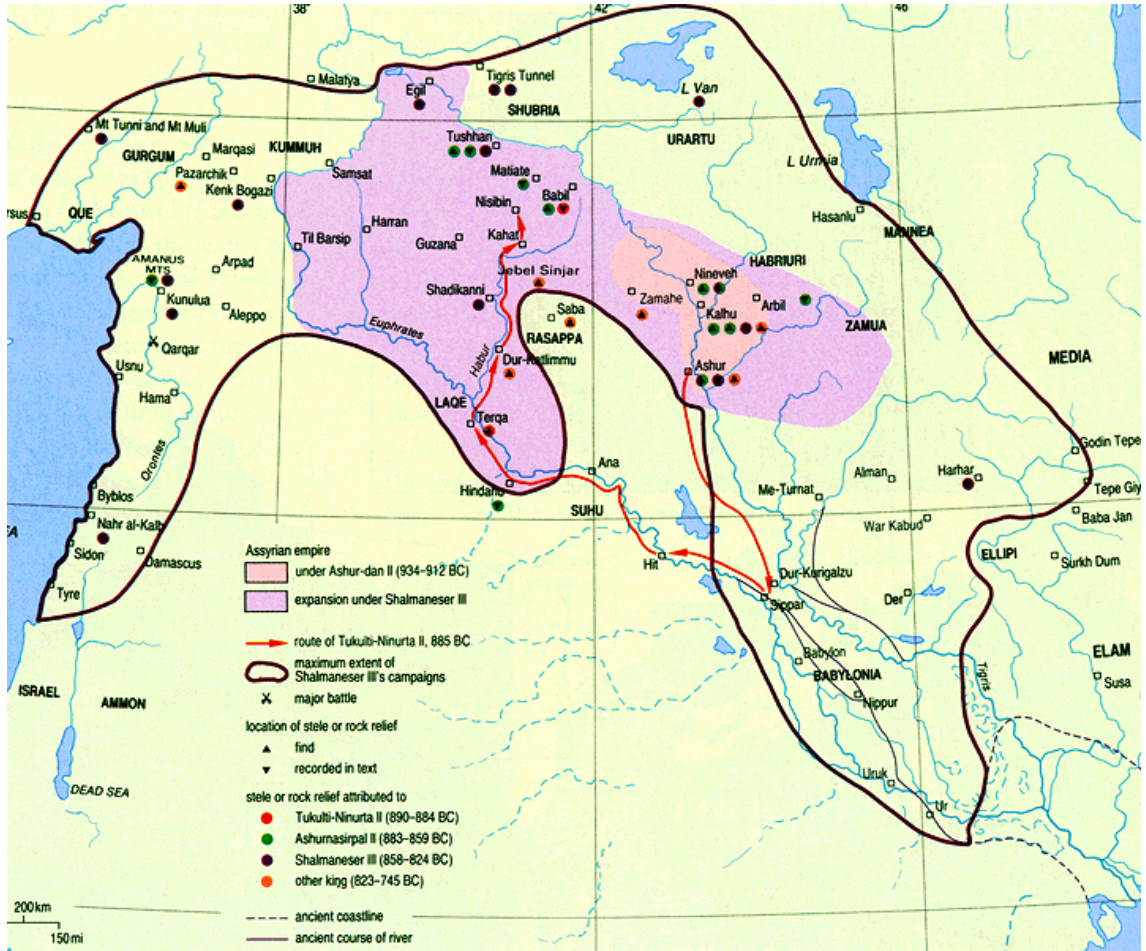 38
42
46
Malatya
Tigris Tunnel
Egil
SHUBRIA
L Van
Mt Tunni and Mt Muli
URARTU
GURGUM
Marqasi
KUMMUH
Tushhan
Pazarchik
Samsat
Matiate
L Urmia
Kenk Bogazi
Nisibin
Babil
rsus
QUE
Harran
Hasanlu
MANNEA
Til Barsip
Guzana
Kahat
AMANUS
MTS
Arpad
Jebel Sinjar
Nineveh
HABRIURI
Kunulua
Aleppo
Shadikanni
Saba
Zamahe
Kalhu
Arbil
Euphrates
RASAPPA
ZAMUA
Qarqar
Habur
Usnu
Dur-Katlimmu
Ashur
MEDIA
Hama
LAQE
Terqa
Orontes
Godin Tepe
Ana
Alman
Harhar
Byblos
Hindanu
Me-Turnat
Tepe Giy
SUHU
Baba Jan
Nahr al-Kalb
War Kabud
EA
Sidon
Damascus
ELLIPI
Surkh Dum
Hit
Dur-Kurigalzu
Tyre
Sippar
Der
Babylon
ELAM
BABYLONIA
Tigris
Susa
ISRAEL
AMMON
Nippur
Uruk
Ur
DEAD SEA
Assyrian empire
under Ashur-dan II (934-912 BC)
expansion under Shalmaneser III
route of Tukulti-Ninurta II, 885 BC
maximum extent of
Shalmaneser III's campaigns
major battle
location of stele or rock relief
find
recorded in text
stele or rock relief attributed to
Tukulti-Ninurta II (890-884 BC)
Ashurnasirpal II (883-859 BC)
Shalmaneser III (858-824 BC)
other king (823-745 BC)
ancient coastline
ancient course of river
200km
150mi